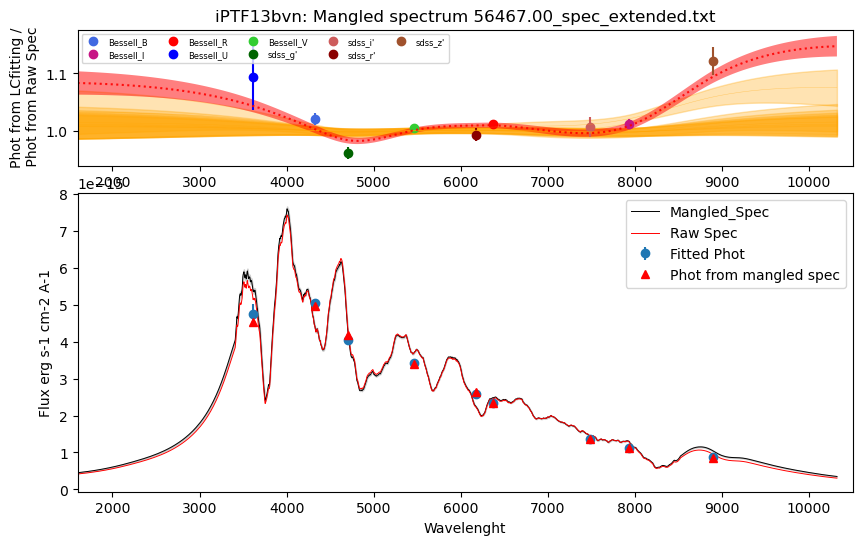 iPTF13bvn: Mangled spectrum 56467.00_spec_extended.txt
Phot from LCfitting /
Phot from Raw Spec
Bessell_B Bessell_R Bessell_V sdss_i' sdss_z'
Bessell_I Bessell_U sdss_g' sdss_r'
1.1
1.0
2000 3000 4000 5000 6000 7000 8000 9000 10000
1e-15
Flux erg s-1 cm-2 A-1
8
7
6
5
4
3
2
1
0
Mangled_Spec
Raw Spec
Fitted Phot
Phot from mangled spec
2000 3000 4000 5000 6000 7000 8000 9000 10000
Wavelenght